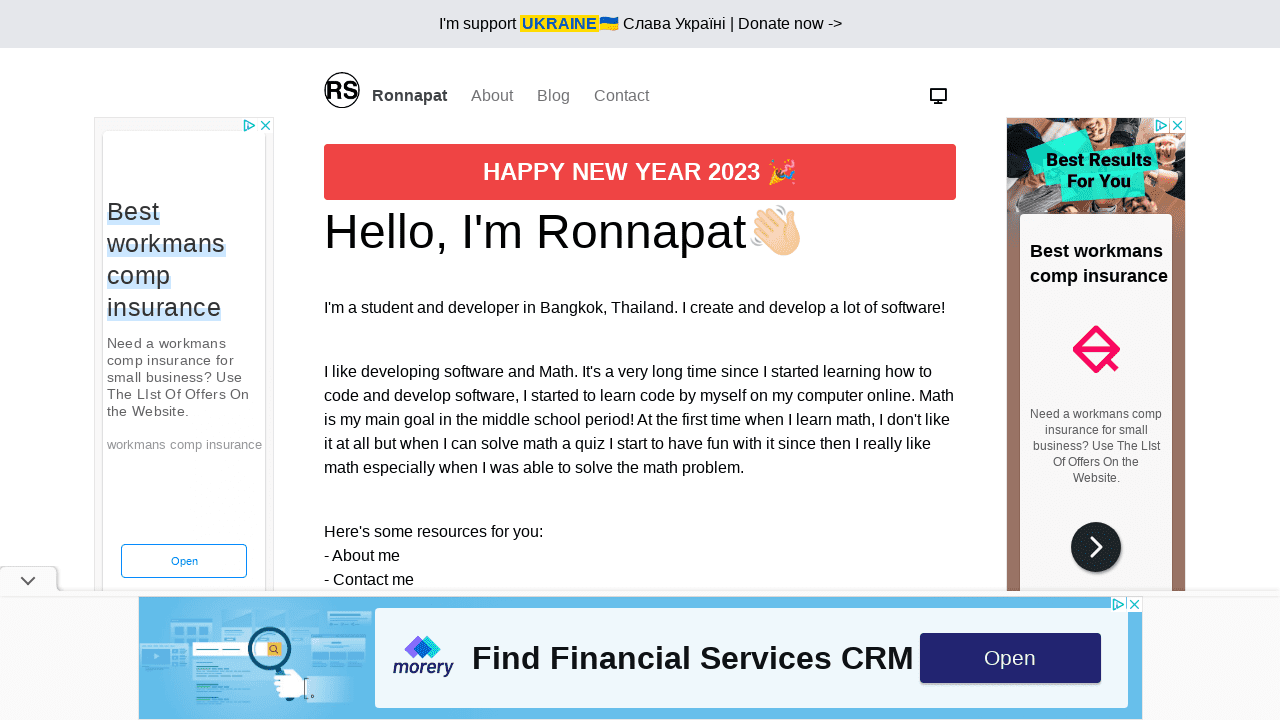 I'm support UKRAINE🇺🇦 Слава Україні | Donate now ->
RS Ronnapat About Blog Contact
HAPPY NEW YEAR 2023 🎉
Hello, I'm Ronnapat👋🏻
I'm a student and developer in Bangkok, Thailand. I create and develop a lot of software!
I like developing software and Math. It's a very long time since I started learning how to
code and develop software, I started to learn code by myself on my computer online. Math
is my main goal in the middle school period! At the first time when I learn math, I don't like
it at all but when I can solve math a quiz I start to have fun with it since then I really like
math especially when I was able to solve the math problem.
Here's some resources for you:
- About me
- Contact me
Best
workmans
comp
insurance
Need a workmans
comp insurance for
small business? Use
The LIst Of Offers On
the Website.
workmans comp insurance
Open
Best Results
For You
Best workmans
comp insurance
Need a workmans comp
insurance for small
business? Use The LIst
Of Offers On the
Website.
morery
Find Financial Services CRM
Open